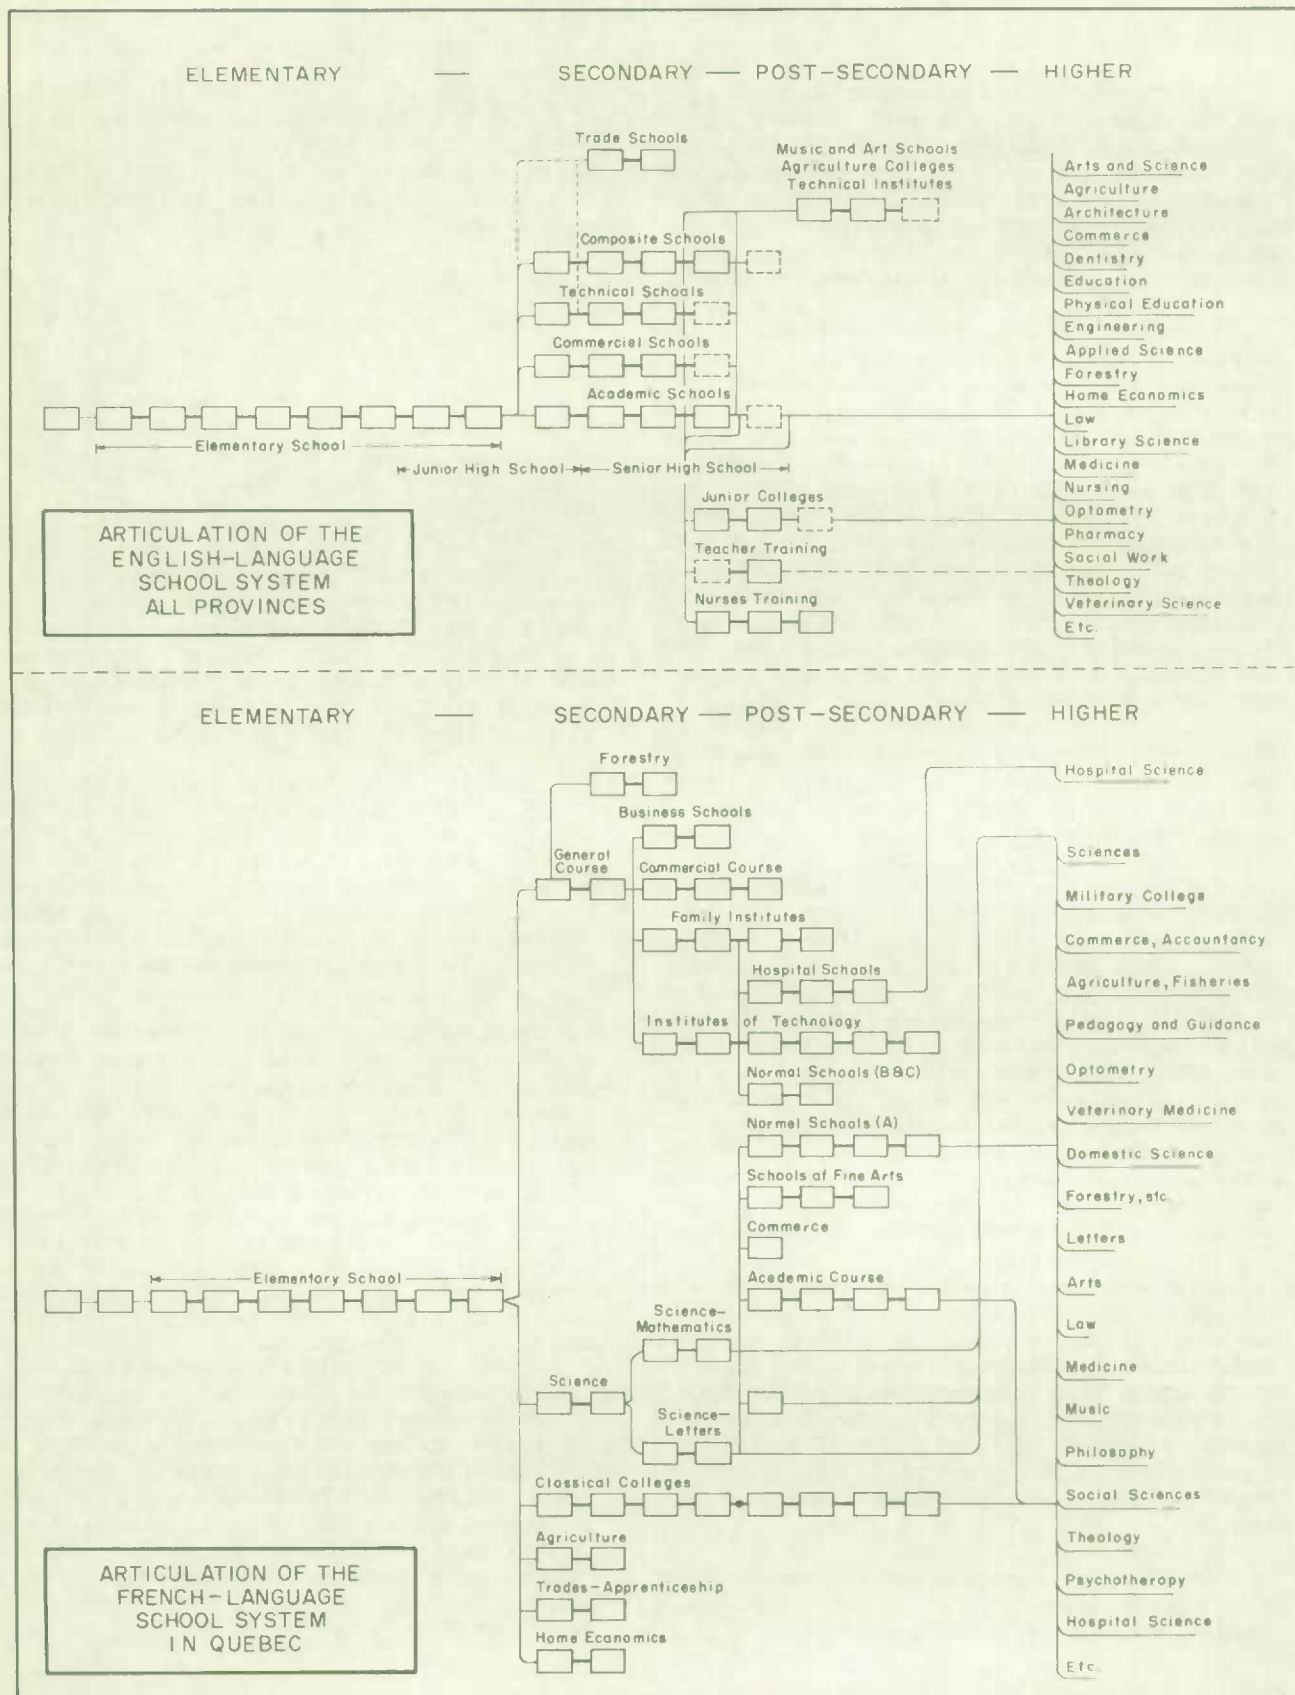 ELEMENTARY — SECONDARY — POST-SECONDARY — HIGHER
Trade Schools
Music and Art Schools
Agriculture Colleges
Technical Institutes
Composite Schools
Technical Schools
Commercial Schools
Academic Schools
Elementary School
Junior High School
Senior High School
Junior Colleges
Teacher Training
Nurses Training
Arts and Science
Agriculture
Architecture
Commerce
Dentistry
Education
Physical Education
Engineering
Applied Science
Forestry
Home Economics
Law
Library Science
Medicine
Nursing
Optometry
Pharmacy
Social Work
Theology
Veterinary Science
Etc.
ARTICULATION OF THE
ENGLISH-LANGUAGE
SCHOOL SYSTEM
ALL PROVINCES
ELEMENTARY — SECONDARY — POST-SECONDARY — HIGHER
Forestry
Business Schools
General
Course
Commercial Course
Family Institutes
Hospital Schools
Institutes of Technology
Normal Schools (B&C)
Normal Schools (A)
Schools of Fine Arts
Commerce
Elementary School
Academic Course
Science-
Mathematics
Science
Science-
Letters
Classical Colleges
Agriculture
Trades-Apprenticeship
Home Economics
Hospital Science
Sciences
Military College
Commerce, Accountancy
Agriculture, Fisheries
Pedagogy and Guidance
Optometry
Veterinary Medicine
Domestic Science
Forestry, etc
Letters
Arts
Law
Medicine
Music
Philosophy
Social Sciences
Theology
Psychotherapy
Hospital Science
Etc
ARTICULATION OF THE
FRENCH-LANGUAGE
SCHOOL SYSTEM
IN QUEBEC